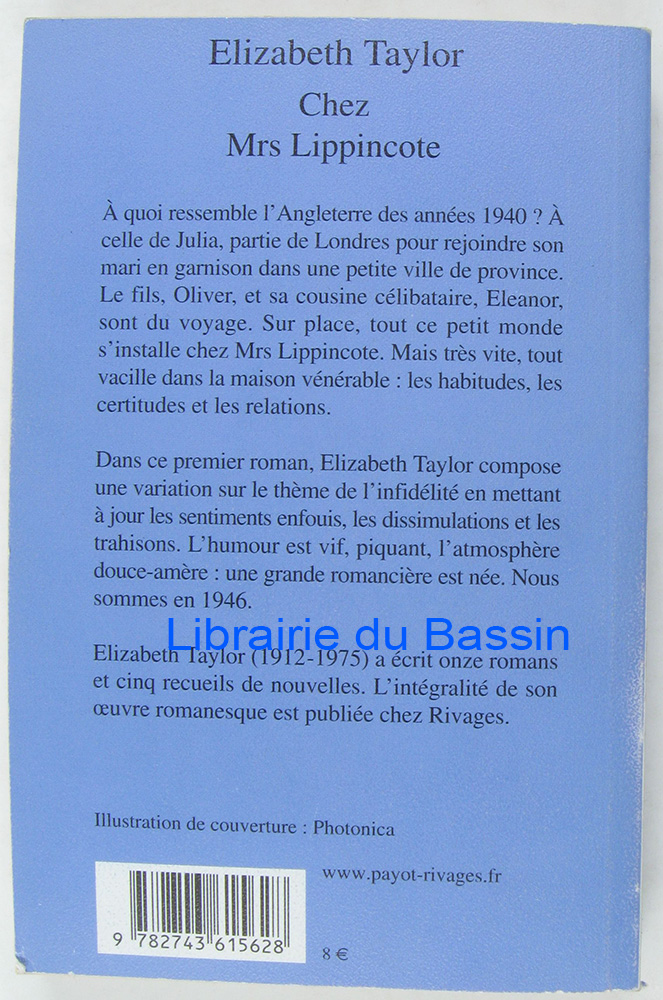 Elizabeth Taylor
Chez
Mrs Lippincote
À quoi ressemble l'Angleterre des années 1940 ? À
celle de Julia, partie de Londres pour rejoindre son
mari en garnison dans une petite ville de province.
Le fils, Oliver, et sa cousine célibataire, Eleanor,
sont du voyage. Sur place, tout ce petit monde
s'installe chez Mrs Lippincote. Mais très vite, tout
vacille dans la maison vénérable : les habitudes, les
certitudes et les relations.
Dans ce premier roman, Elizabeth Taylor compose
une variation sur le thème de l'infidélité en mettant
à jour les sentiments enfouis, les dissimulations et les
trahisons. L'humour est vif, piquant, l'atmosphère
douce-amère : une grande romancière est née. Nous
sommes en 1946.
Librairie du Bassin
Elizabeth Taylor (1912-1975) a écrit onze romans
et cinq recueils de nouvelles. L'intégralité de son
œuvre romanesque est publiée chez Rivages.
Illustration de couverture : Photonica
www.payot-rivages.fr
9 782743 615628
8 €